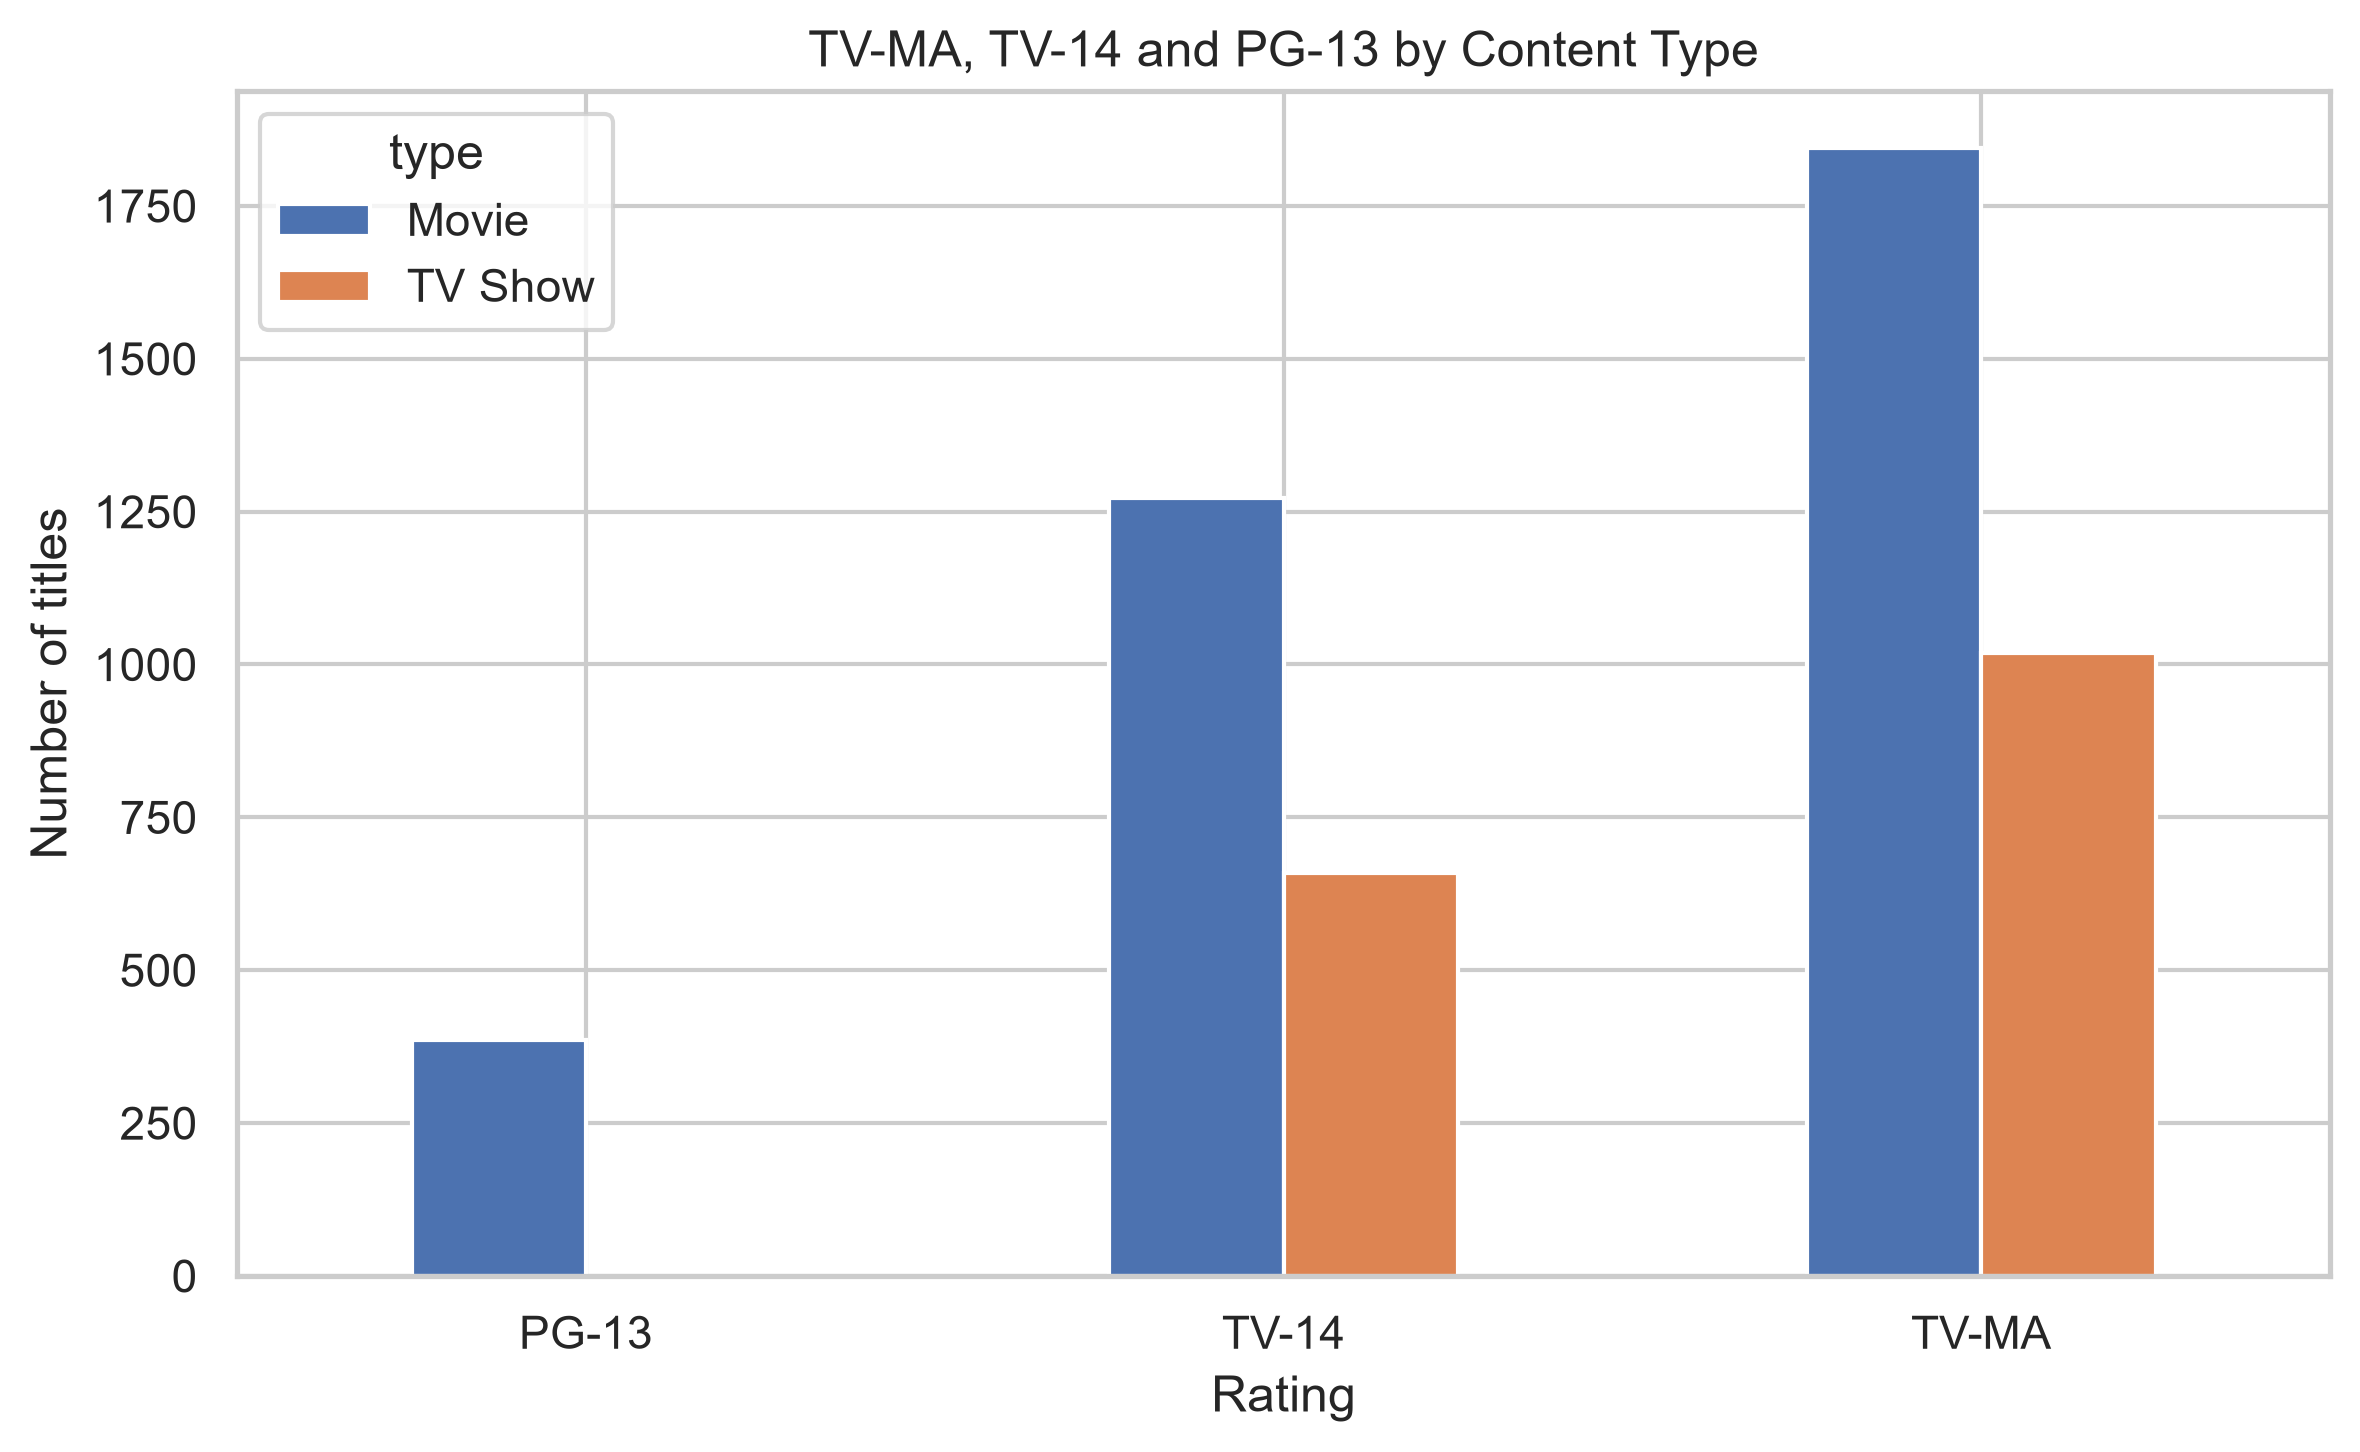 TV-MA, TV-14 and PG-13 by Content Type
type
Movie
TV Show
Number of titles
1750
1500
1250
1000
750
500
250
0
PG-13 TV-14 TV-MA
Rating